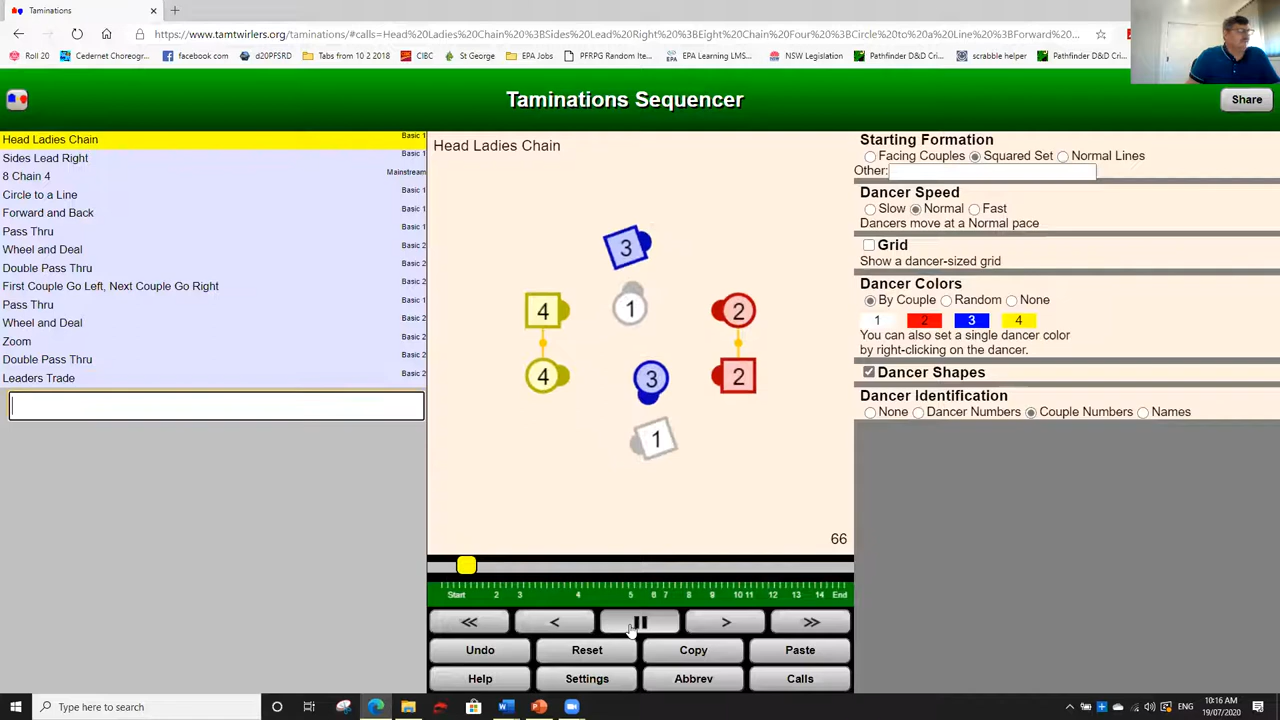 Taminations
https://www.tamtwirlers.org/taminations/#calls=Head%20Ladies%20Chain%20%3BSides%20Lead%20Right%20%3BEight%20Chain%20Four%20%3BCircle%20to%20a%20Line%20%3BForward%20...
Roll 20 Cedernet Choreogr... facebook com d20PFSRD Tabs from 10 2 2018 CIBC St George EPA Jobs PFRPG Random Ite... EPA Learning LMS... NSW Legislation Pathfinder D&D Cri... scrabble helper Pathfinder D&D Cri...
Taminations Sequencer
Share
Head Ladies Chain Basic 1
Sides Lead Right Basic 1
8 Chain 4 Mainstream
Circle to a Line Basic 1
Forward and Back Basic 1
Pass Thru Basic 1
Wheel and Deal Basic 2
Double Pass Thru Basic 2
First Couple Go Left, Next Couple Go Right Basic 2
Pass Thru Basic 1
Wheel and Deal Basic 2
Zoom Basic 2
Double Pass Thru Basic 2
Leaders Trade Basic 2
Head Ladies Chain
3
4 1 2
4 3 2
1
66
Start 2 3 4 5 6 7 8 9 10 11 12 13 14 End
<< < > >>
Undo Reset Copy Paste
Help Settings Abbrev Calls
Starting Formation
Facing Couples Squared Set Normal Lines
Other:
Dancer Speed
Slow Normal Fast
Dancers move at a Normal pace
Grid
Show a dancer-sized grid
Dancer Colors
By Couple Random None
1 2 3 4
You can also set a single dancer color
by right-clicking on the dancer.
Dancer Shapes
Dancer Identification
None Dancer Numbers Couple Numbers Names
Type here to search
ENG
10:16 AM
19/07/2020